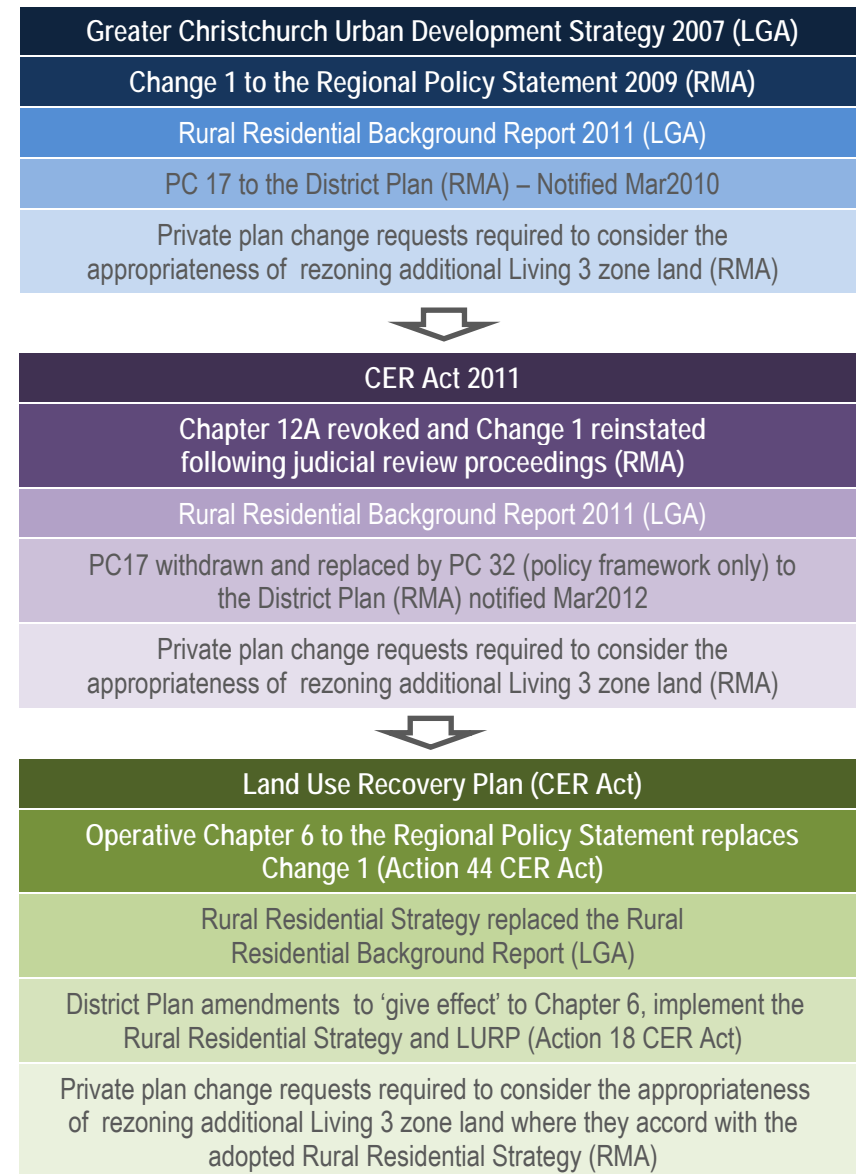 Greater Christchurch Urban Development Strategy 2007 (LGA)
Change 1 to the Regional Policy Statement 2009 (RMA)
Rural Residential Background Report 2011 (LGA)
PC 17 to the District Plan (RMA) – Notified Mar2010
Private plan change requests required to consider the
appropriateness of rezoning additional Living 3 zone land (RMA)
CER Act 2011
Chapter 12A revoked and Change 1 reinstated
following judicial review proceedings (RMA)
Rural Residential Background Report 2011 (LGA)
PC17 withdrawn and replaced by PC 32 (policy framework only) to
the District Plan (RMA) notified Mar2012
Private plan change requests required to consider the
appropriateness of rezoning additional Living 3 zone land (RMA)
Land Use Recovery Plan (CER Act)
Operative Chapter 6 to the Regional Policy Statement replaces
Change 1 (Action 44 CER Act)
Rural Residential Strategy replaced the Rural
Residential Background Report (LGA)
District Plan amendments to ‘give effect’ to Chapter 6, implement the
Rural Residential Strategy and LURP (Action 18 CER Act)
Private plan change requests required to consider the appropriateness
of rezoning additional Living 3 zone land where they accord with the
adopted Rural Residential Strategy (RMA)